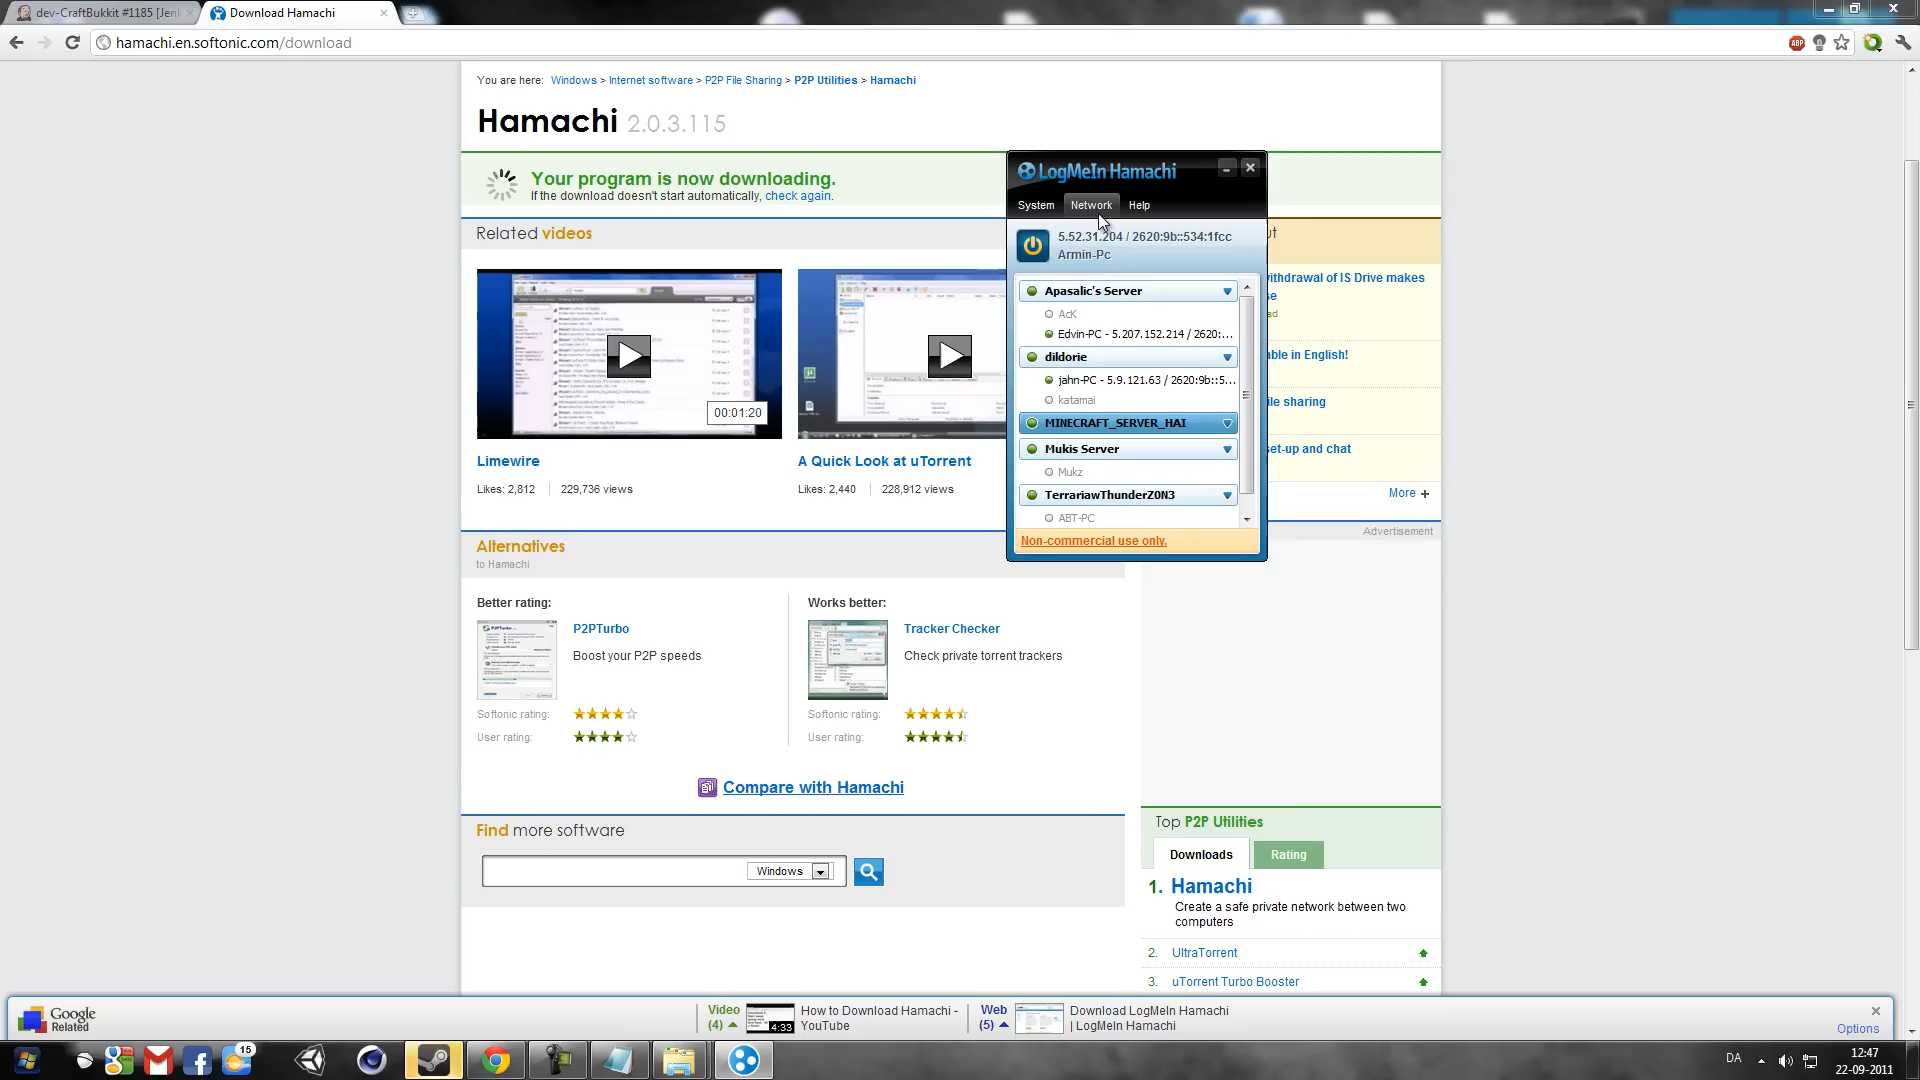 dev-CraftBukkit #1185 [Jen
Download Hamachi
hamachi.en.softonic.com/download
ABP
You are here: Windows > Internet software > P2P File Sharing > P2P Utilities > Hamachi
Hamachi 2.0.3.115
Your program is now downloading.
If the download doesn't start automatically, check again.
Related videos
00:01:20
Limewire
Likes: 2,812
229,736 views
A Quick Look at uTorrent
Likes: 2,440
228,912 views
LogMeIn Hamachi
System
Network
Help
5.52.31.204 / 2620:9b::534:1fcc
Armin-Pc
Apasalic's Server
AcK
Edvin-PC - 5.207.152.214 / 2620:...
dildorie
jahn-PC - 5.9.121.63 / 2620:9b::5...
katamai
MINECRAFT_SERVER_HAI
Mukis Server
Mukz
TerrariawThunderZ0N3
ABT-PC
Non-commercial use only.
ut
withdrawal of IS Drive makes
se
ad
able in English!
ile sharing
set-up and chat
More +
Advertisement
Alternatives
to Hamachi
Better rating:
P2PTurbo
Boost your P2P speeds
Softonic rating:
User rating:
Works better:
Tracker Checker
Check private torrent trackers
Softonic rating:
User rating:
Compare with Hamachi
Find more software
Windows
Top P2P Utilities
Downloads
Rating
1. Hamachi
Create a safe private network between two
computers
2. UltraTorrent
3. uTorrent Turbo Booster
Google
Related
Video
(4)
4:33
How to Download Hamachi -
YouTube
Web
(5)
Download LogMeIn Hamachi
| LogMeIn Hamachi
Options
15
DA
12:47
22-09-2011